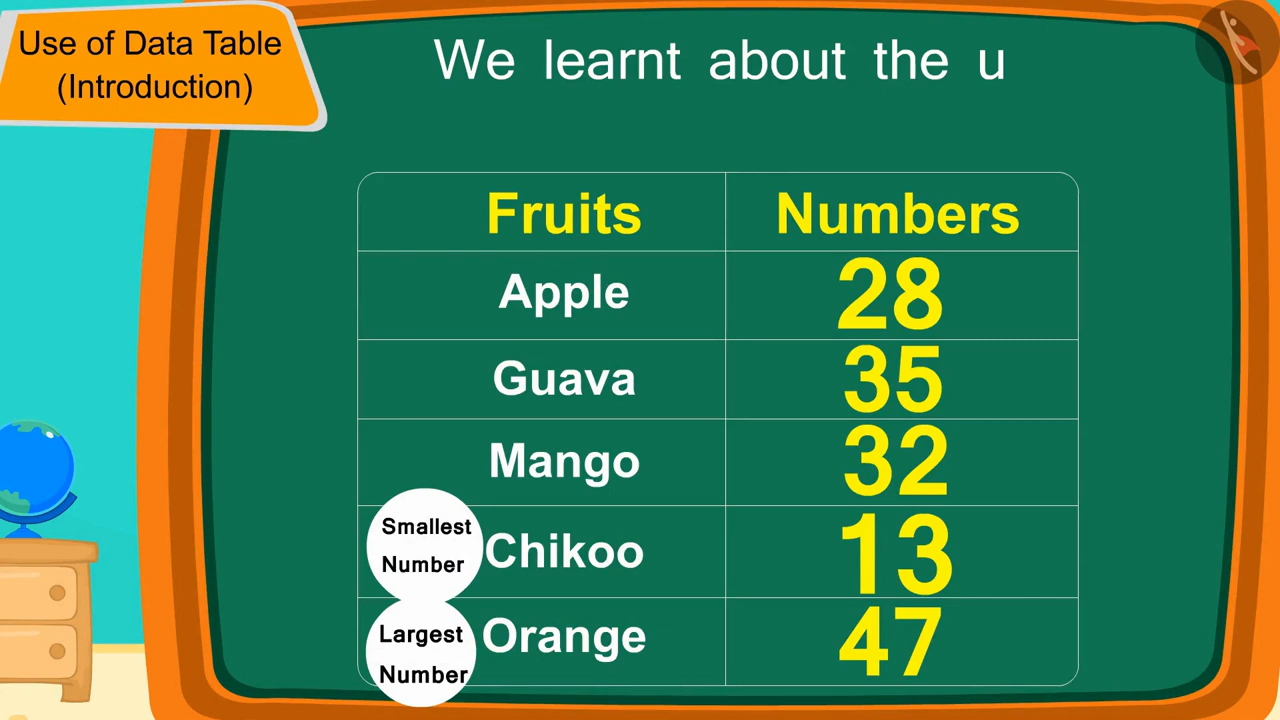 Use of Data Table
(Introduction)
We learnt about the u
Fruits Numbers
Apple 28
Guava 35
Mango 32
Smallest
Number
Chikoo 13
Largest
Number
Orange 47